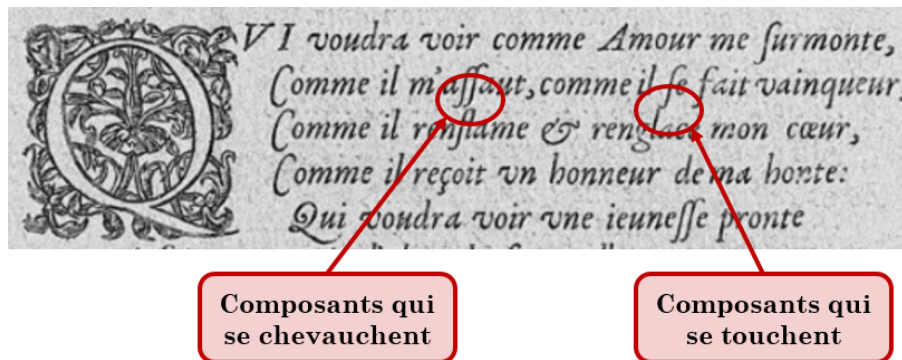 QVI voudra voir comme Amour me ſurmonte,
Comme il m'aſſaut, comme il ſe fait vainqueur,
Comme il renflame & renglace mon cœur,
Comme il reçoit vn honneur de ma honte:
Qui voudra voir vne ieuneſſe pronte
Composants qui
se chevauchent
Composants qui
se touchent